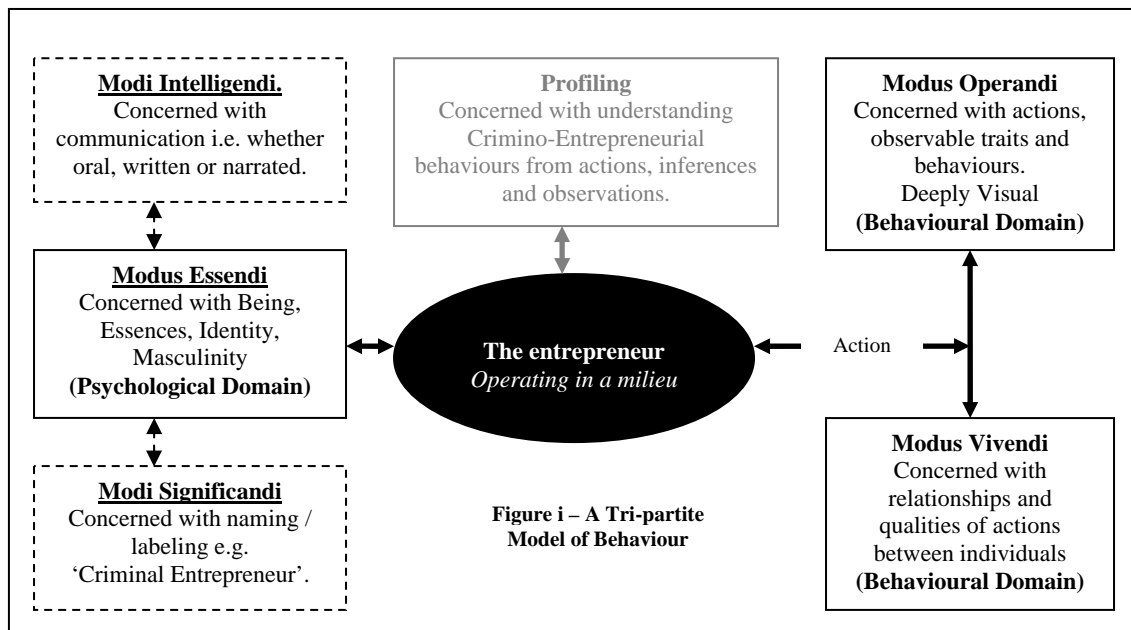 Modi Intelligendi.
Concerned with
communication i.e. whether
oral, written or narrated.
Profiling
Concerned with understanding
Crimino-Entrepreneurial
behaviours from actions, inferences
and observations.
Modus Operandi
Concerned with actions,
observable traits and
behaviours.
Deeply Visual
(Behavioural Domain)
Modus Essendi
Concerned with Being,
Essences, Identity,
Masculinity
(Psychological Domain)
The entrepreneur
Operating in a milieu
Action
Modi Significandi
Concerned with naming /
labeling e.g.
‘Criminal Entrepreneur’.
Figure i – A Tri-partite
Model of Behaviour
Modus Vivendi
Concerned with
relationships and
qualities of actions
between individuals
(Behavioural Domain)